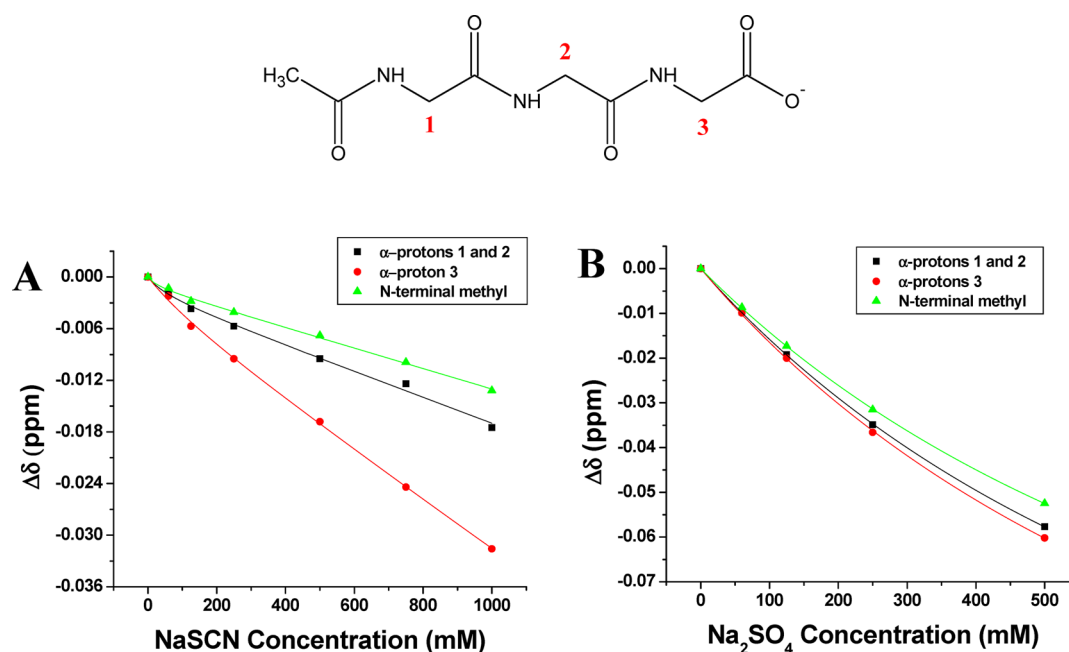 O
2
O
H₃C
NH
NH
NH
O⁻
1
3
O
O
A
α–protons 1 and 2
α–proton 3
N-terminal methyl
0.000
-0.006
-0.012
-0.018
-0.024
-0.030
-0.036
Δδ (ppm)
0 200 400 600 800 1000
NaSCN Concentration (mM)
B
α-protons 1 and 2
α-protons 3
N-terminal methyl
0.00
-0.01
-0.02
-0.03
-0.04
-0.05
-0.06
-0.07
Δδ (ppm)
0 100 200 300 400 500
Na₂SO₄ Concentration (mM)